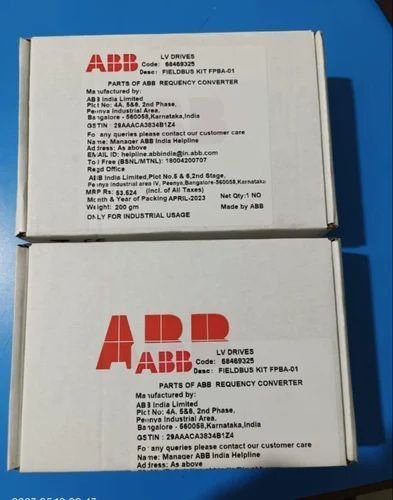 ABB
LV DRIVES
Code: 68469325
Desc: FIELDBUS KIT FPBA-01
PARTS OF ABB REQUENCY CONVERTER
Manufactured by:
ABB India Limited
Plot No: 4A, 5&6, 2nd Phase,
Peenya Industrial Area.
Bangalore - 560058,Karnataka,India
GSTIN : 29AAACA3834B1Z4
For any queries please contact our customer care
Name: Manager ABB India Helpline
Address: As above
EMAIL ID: helpline.abbindia@in.abb.com
Toll Free (BSNL/MTNL): 18004200707
Regd Office
ABB India Limited,Plot No.5 & 6,2nd Stage,
Peenya industrial area IV, Peenya,Bangalore-560058,Karnataka
MRP Rs: 53,524 (incl. of All Taxes) Net Qty:1 NO
Month & Year of Packing APRIL-2023
Weight: 200 gm Made by ABB
ONLY FOR INDUSTRIAL USAGE
ABB
ABB
LV DRIVES
Code: 68469325
Desc: FIELDBUS KIT FPBA-01
PARTS OF ABB REQUENCY CONVERTER
Manufactured by:
ABB India Limited
Plot No: 4A, 5&6, 2nd Phase,
Peenya Industrial Area.
Bangalore - 560058,Karnataka,India
GSTIN : 29AAACA3834B1Z4
For any queries please contact our customer care
Name: Manager ABB India Helpline
Address: As above